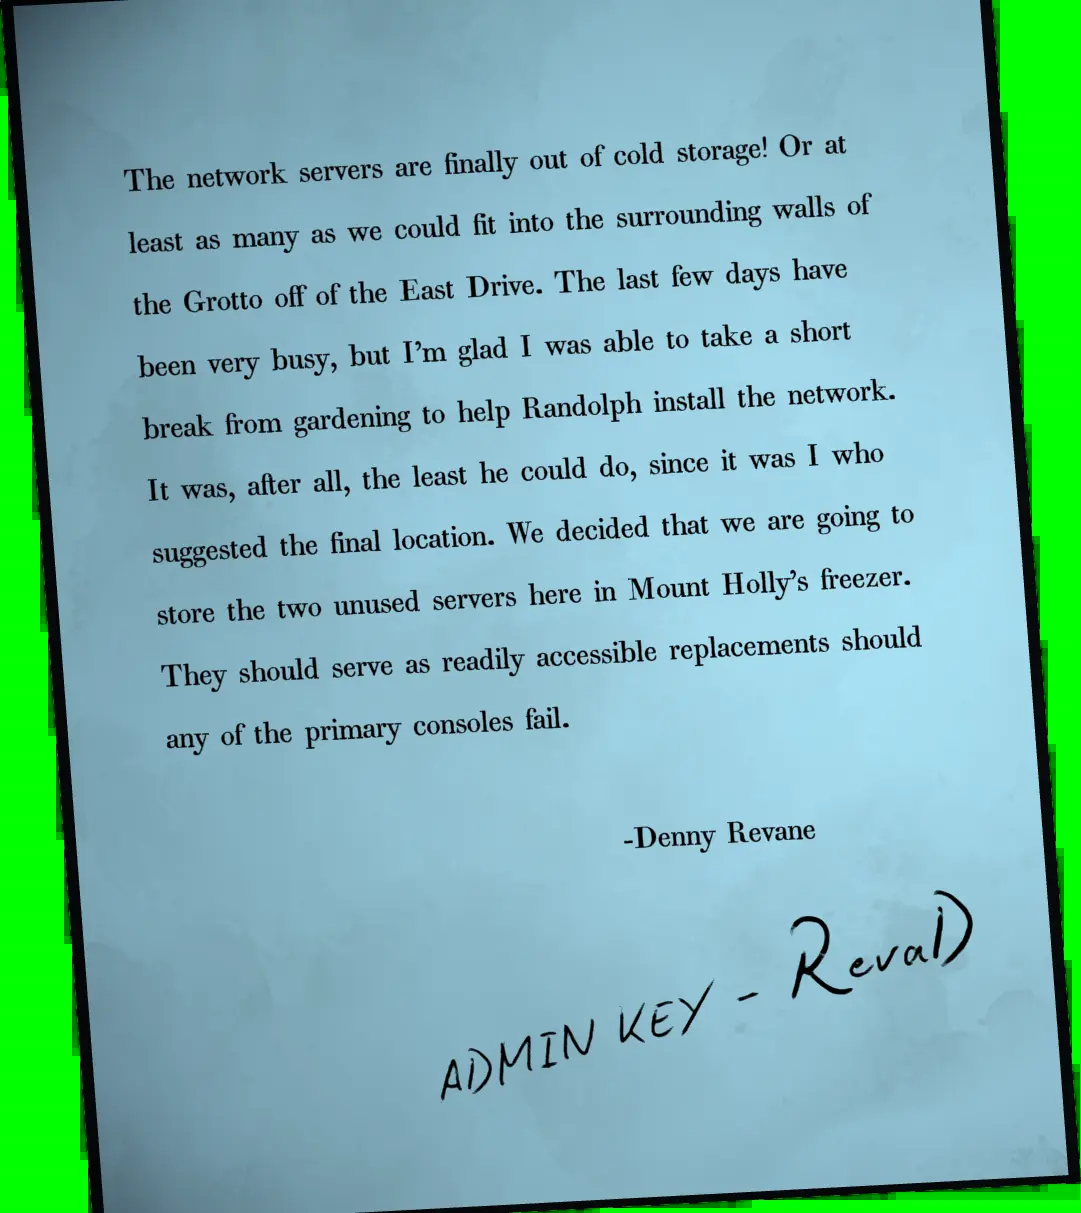 The network servers are finally out of cold storage! Or at
least as many as we could fit into the surrounding walls of
the Grotto off of the East Drive. The last few days have
been very busy, but I'm glad I was able to take a short
break from gardening to help Randolph install the network.
It was, after all, the least he could do, since it was I who
suggested the final location. We decided that we are going to
store the two unused servers here in Mount Holly's freezer.
They should serve as readily accessible replacements should
any of the primary consoles fail.
-Denny Revane
ADMIN KEY - RevaD